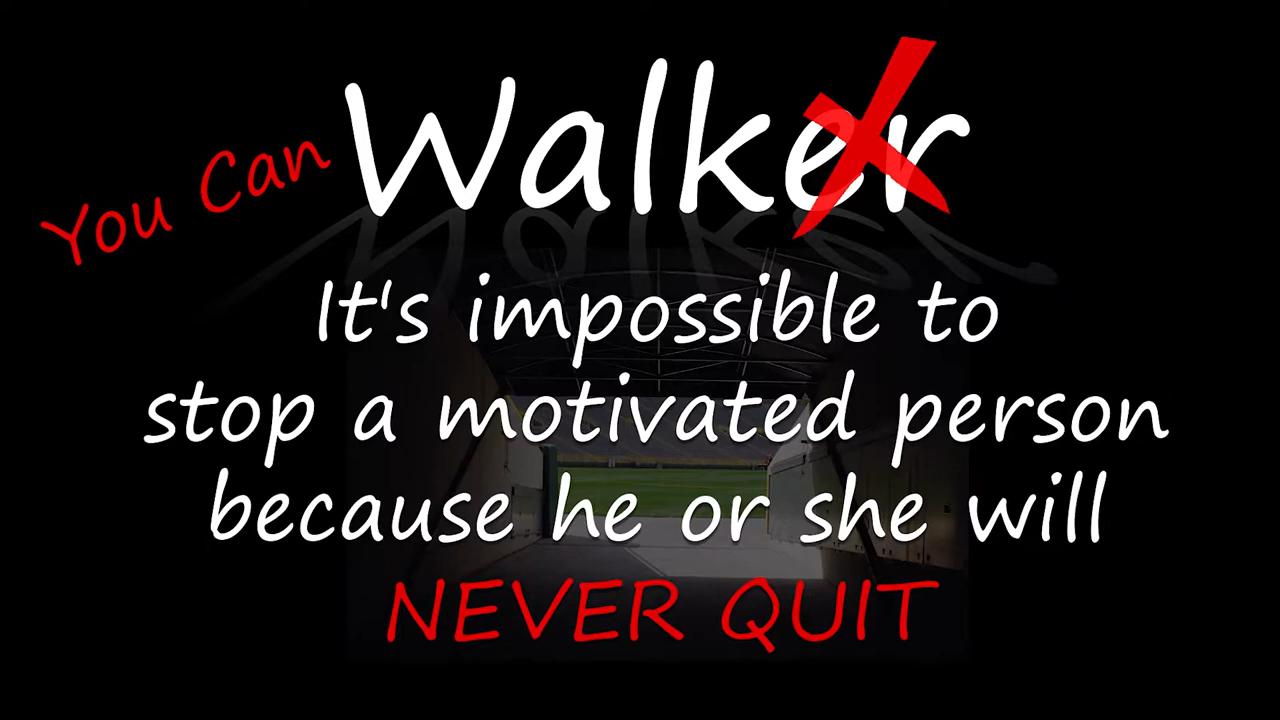 You Can Walker
It's impossible to
stop a motivated person
because he or she will
NEVER QUIT